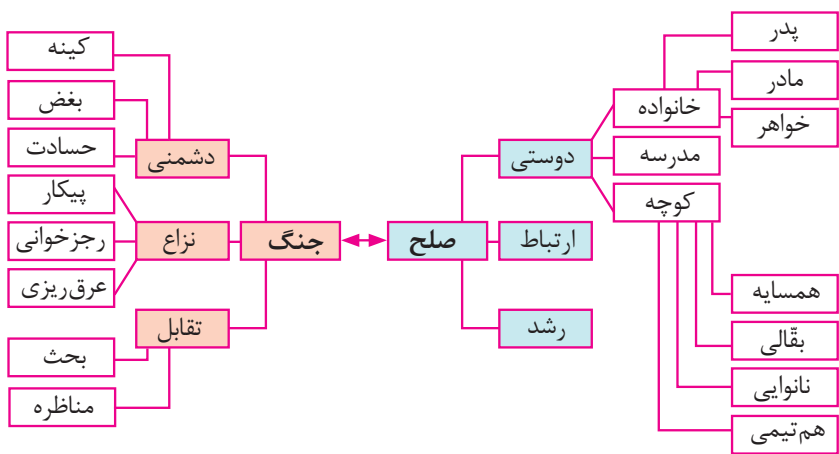 پدر
مادر
خواهر
خانواده
مدرسه
کوچه
همسایه
بقّالی
نانوایی
هم‌تیمی
دوستی
ارتباط
رشد
صلح
جنگ
دشمنی
نزاع
تقابل
کینه
بغض
حسادت
پیکار
رجزخوانی
عرق‌ریزی
بحث
مناظره